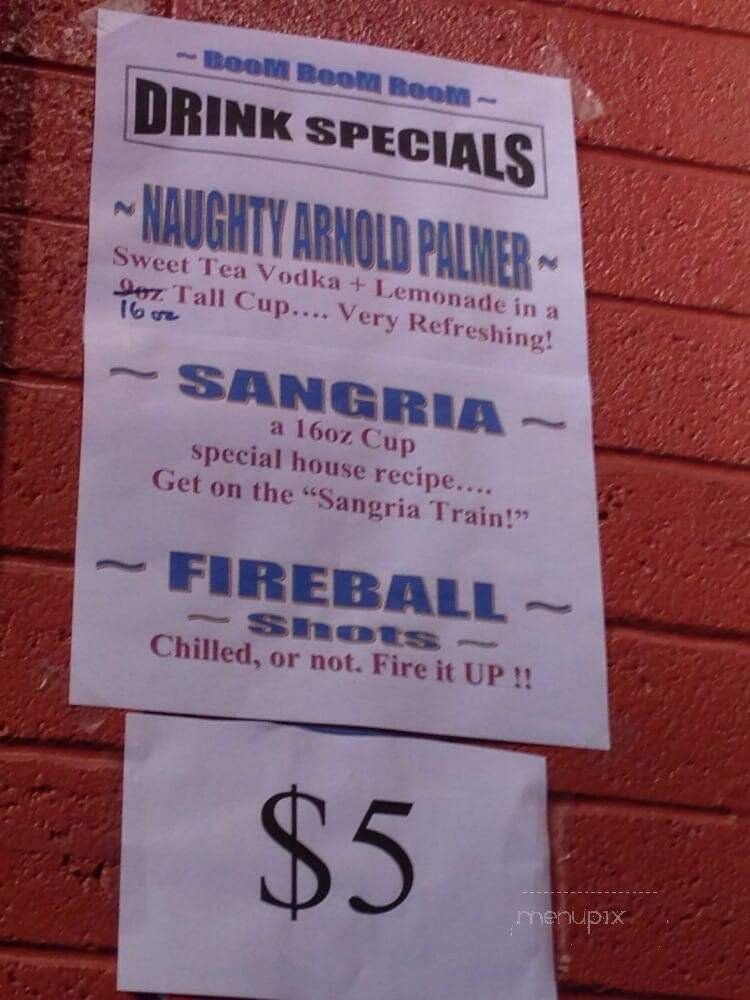 ~ BooM BooM RooM ~
DRINK SPECIALS
~ NAUGHTY ARNOLD PALMER ~
Sweet Tea Vodka + Lemonade in a
9oz Tall Cup.... Very Refreshing!
16 oz
~ SANGRIA ~
a 16oz Cup
special house recipe....
Get on the “Sangria Train!”
~ FIREBALL ~
~ Shots ~
Chilled, or not. Fire it UP !!
$5
menupix